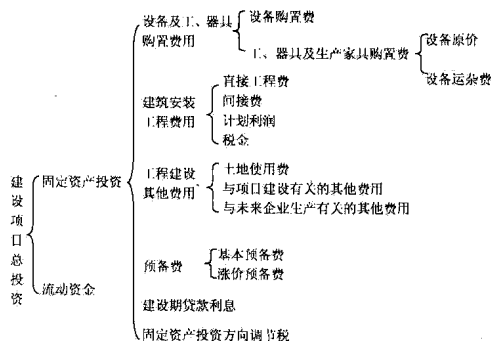 设备及工、器具
购置费用
设备购置费
工、器具及生产家具购置费
设备原价
设备运杂费
建筑安装
工程费用
直接工程费
间接费
计划利润
税金
建设项目总投资
固定资产投资
工程建设
其他费用
土地使用费
与项目建设有关的其他费用
与未来企业生产有关的其他费用
预备费
基本预备费
涨价预备费
流动资金
建设期贷款利息
固定资产投资方向调节税